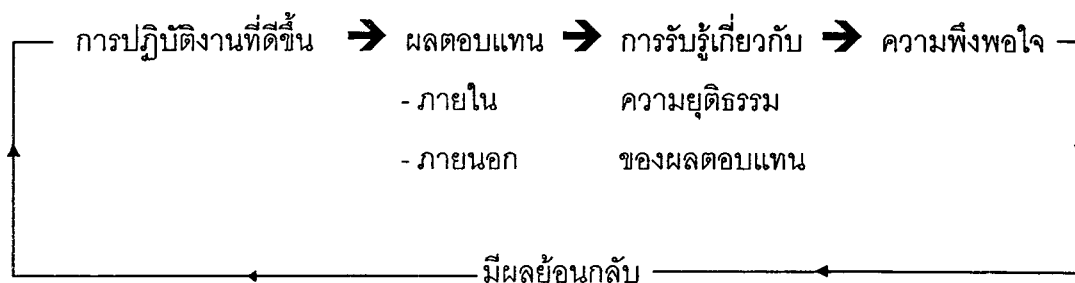 การปฏิบัติงานที่ดีขึ้น ➔ ผลตอบแทน ➔ การรับรู้เกี่ยวกับ ➔ ความพึงพอใจ
- ภายใน ความยุติธรรม
- ภายนอก ของผลตอบแทน
มีผลย้อนกลับ